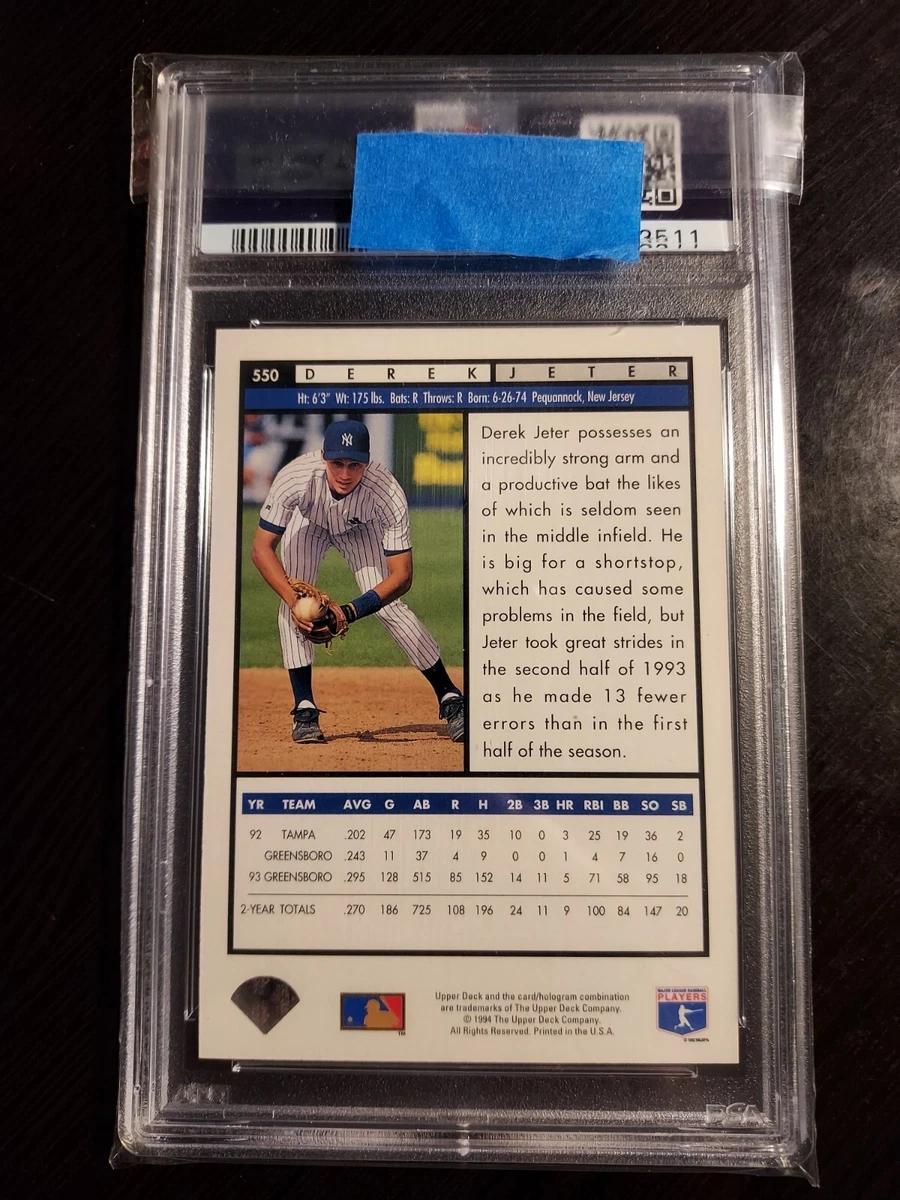 3511
550 DEREK JETER
Ht: 6'3" Wt: 175 lbs. Bats: R Throws: R Born: 6-26-74 Pequannock, New Jersey
NY
Derek Jeter possesses an
incredibly strong arm and
a productive bat the likes
of which is seldom seen
in the middle infield. He
is big for a shortstop,
which has caused some
problems in the field, but
Jeter took great strides in
the second half of 1993
as he made 13 fewer
errors than in the first
half of the season.
YR TEAM AVG G AB R H 2B 3B HR RBI BB SO SB
92 TAMPA .202 47 173 19 35 10 0 3 25 19 36 2
GREENSBORO .243 11 37 4 9 0 0 1 4 7 16 0
93 GREENSBORO .295 128 515 85 152 14 11 5 71 58 95 18
2-YEAR TOTALS .270 186 725 108 196 24 11 9 100 84 147 20
Upper Deck and the card/hologram combination
are trademarks of The Upper Deck Company.
© 1994 The Upper Deck Company.
All Rights Reserved. Printed in the U.S.A.
TM
MAJOR LEAGUE BASEBALL
PLAYERS
PSA